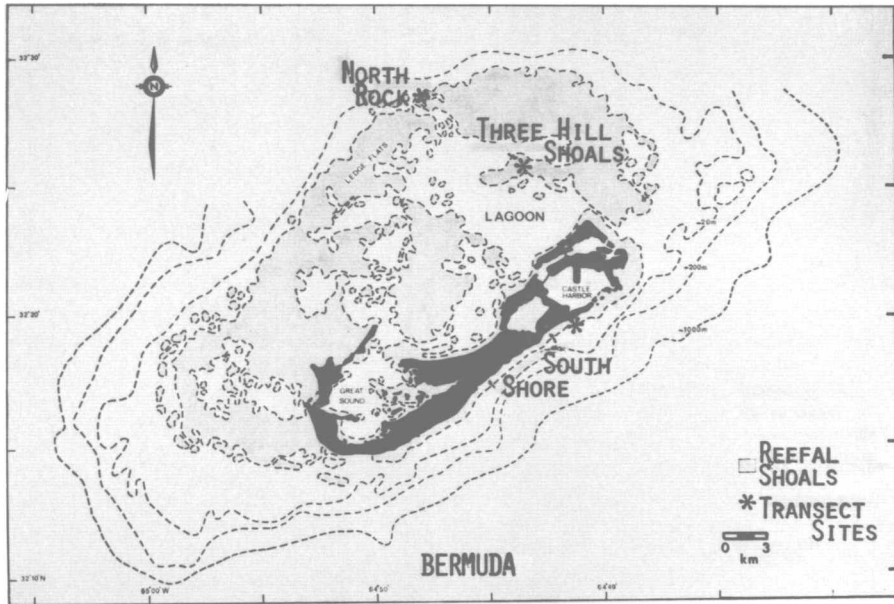 32°30'
N
NORTH
ROCK
THREE HILL
SHOALS
LEDGE FLATS
LAGOON
-20m
-200m
CASTLE
HARBOR
32°20'
-1000m
SOUTH
SHORE
GREAT
SOUND
REEFAL
SHOALS
TRANSECT
SITES
0 3
km
BERMUDA
32°10'N
65°00'W
64°50'
64°40'